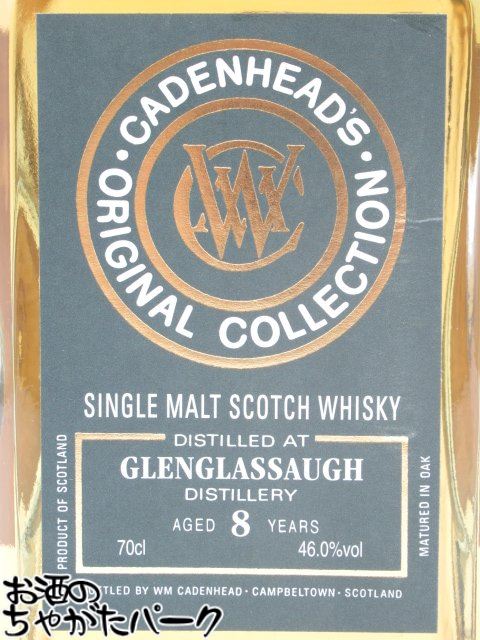 CADENHEAD'S
ORIGINAL COLLECTION
WC
SINGLE MALT SCOTCH WHISKY
DISTILLED AT
GLENGLASSAUGH
DISTILLERY
AGED 8 YEARS
70cl 46.0%vol
PRODUCT OF SCOTLAND
MATURED IN OAK
BY WM CADENHEAD · CAMPBELTOWN · SCOTLAND
お酒の
ちゃがたパーク